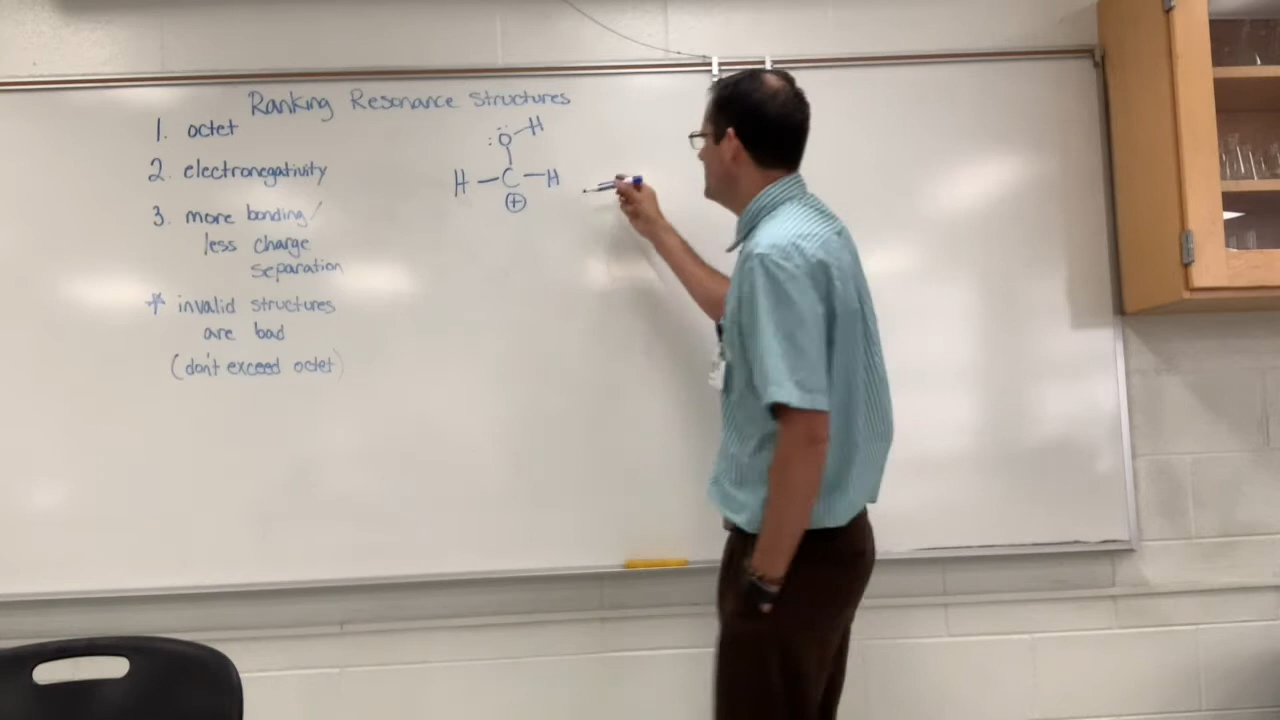 Ranking Resonance Structures
1. octet
2. electronegativity
3. more bonding/
less charge
separation
* invalid structures
are bad
(don't exceed octet)
:Ö-H
H-C-H
⊕